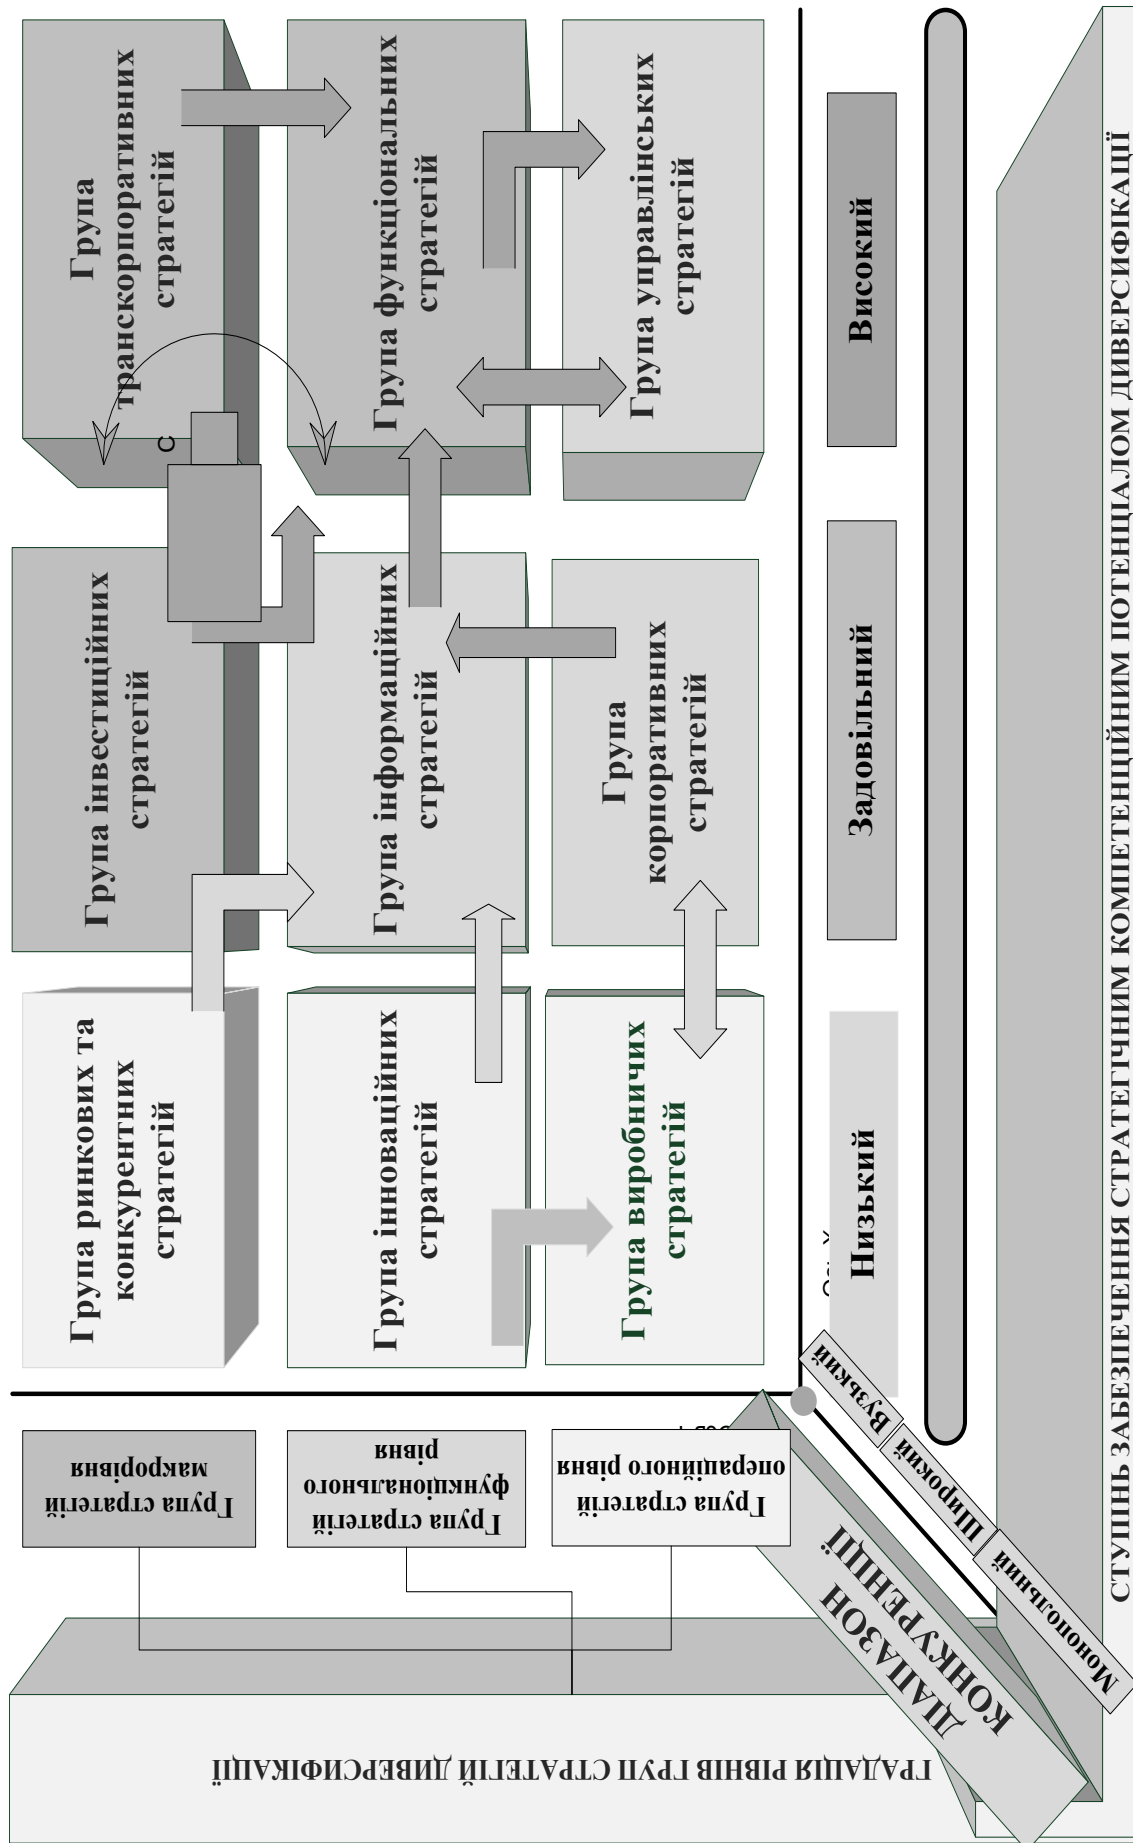 Група
транскорпоративних
стратегій
Група функціональних
стратегій
Група управлінських
стратегій
С
Група інвестиційних
стратегій
Група інформаційних
стратегій
Група
корпоративних
стратегій
Група ринкових та
конкурентних
стратегій
Група інноваційних
стратегій
Група виробничих
стратегій
Високий
Задовільний
Низький
Вузький
Широкий
Монопольний
Група стратегій
макрорівня
Група стратегій
функціонального
рівня
Група стратегій
операційного рівня
ДІАПАЗОН
КОНКУРЕНЦІЇ
ГРАДАЦІЯ РІВНІВ ГРУП СТРАТЕГІЙ ДИВЕРСИФІКАЦІЇ
СТУПІНЬ ЗАБЕЗПЕЧЕННЯ СТРАТЕГІЧНИМ КОМПЕТЕНЦІЙНИМ ПОТЕНЦІАЛОМ ДИВЕРСИФІКАЦІЇ